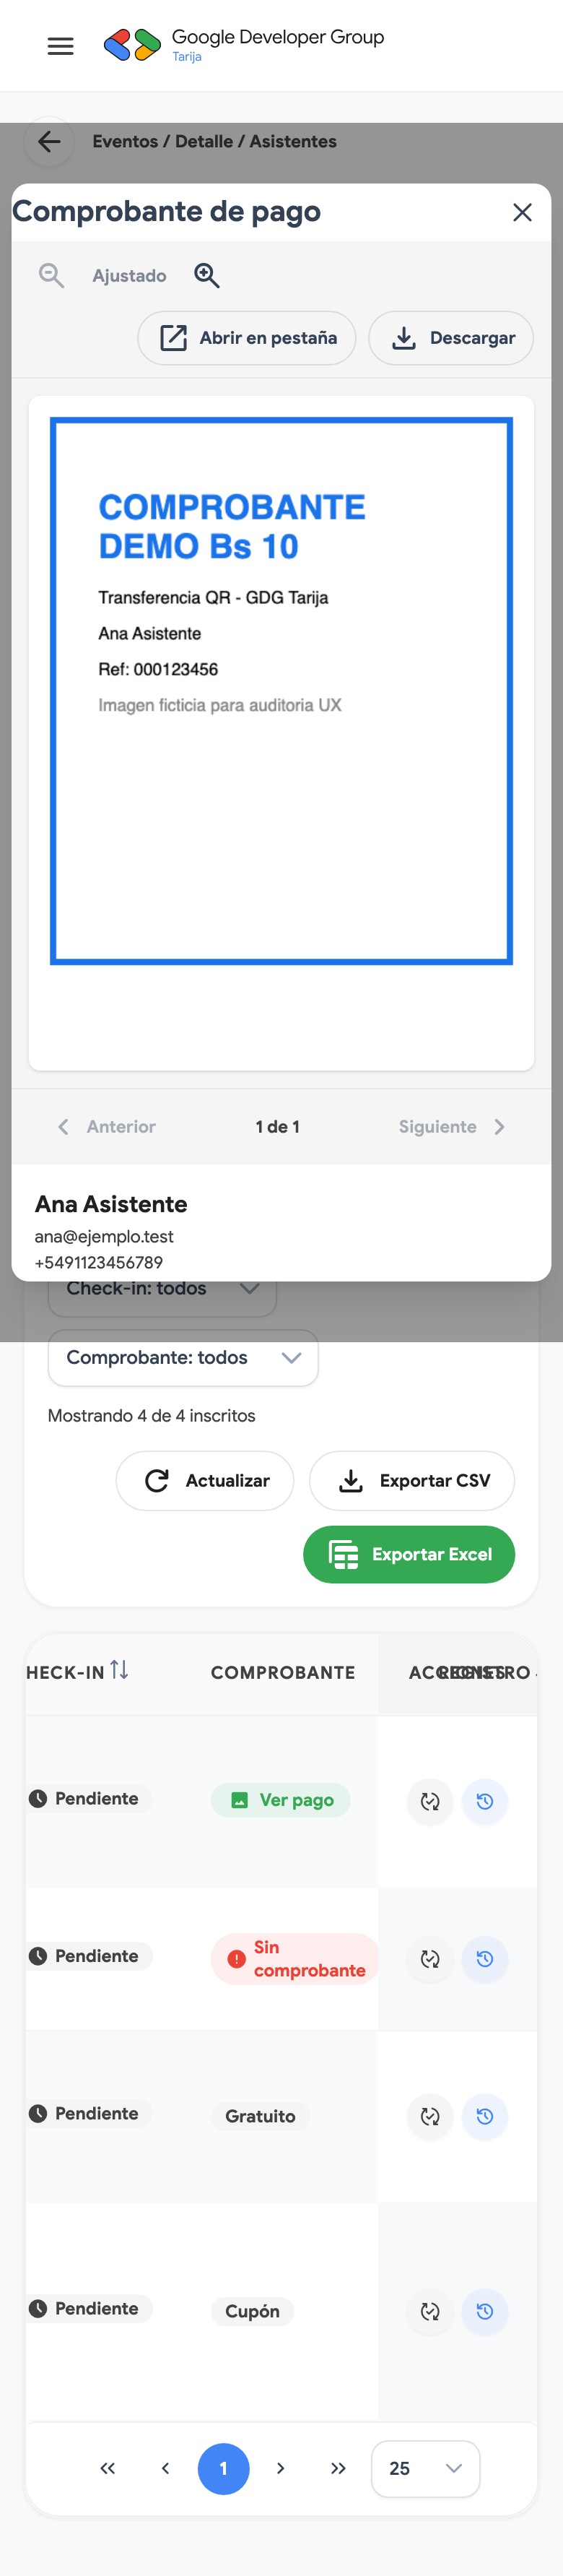 Google Developer Group
Tarija
Eventos / Detalle / Asistentes
Comprobante de pago
Ajustado
Abrir en pestaña
Descargar
COMPROBANTE
DEMO Bs 10
Transferencia QR - GDG Tarija
Ana Asistente
Ref: 000123456
Imagen ficticia para auditoria UX
Anterior
1 de 1
Siguiente
Ana Asistente
ana@ejemplo.test
+5491123456789
Check-in: todos
Comprobante: todos
Mostrando 4 de 4 inscritos
Actualizar
Exportar CSV
Exportar Excel
HECK-IN
COMPROBANTE
Pendiente
Ver pago
Pendiente
Sin
comprobante
Pendiente
Gratuito
Pendiente
Cupón
1
25